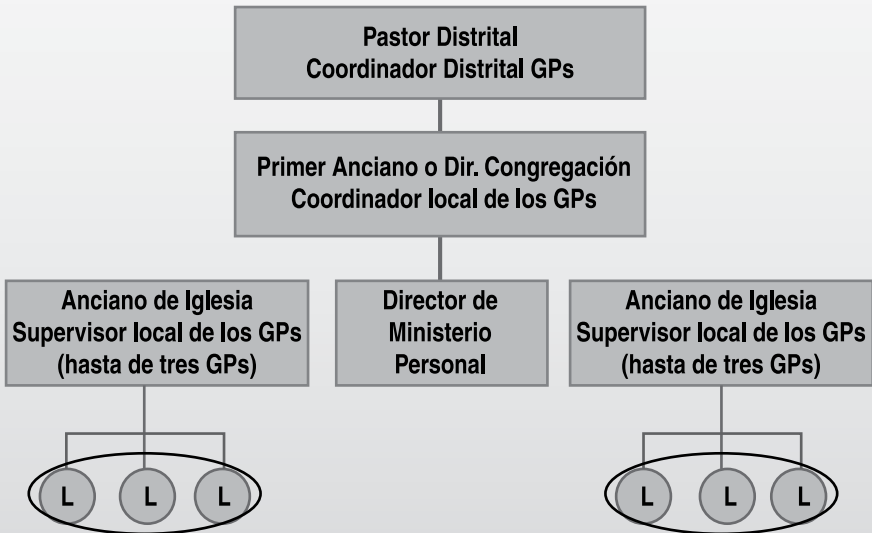 Pastor Distrital
Coordinador Distrital GPs
Primer Anciano o Dir. Congregación
Coordinador local de los GPs
Anciano de Iglesia
Supervisor local de los GPs
(hasta de tres GPs)
Director de
Ministerio
Personal
Anciano de Iglesia
Supervisor local de los GPs
(hasta de tres GPs)
L L L
L L L